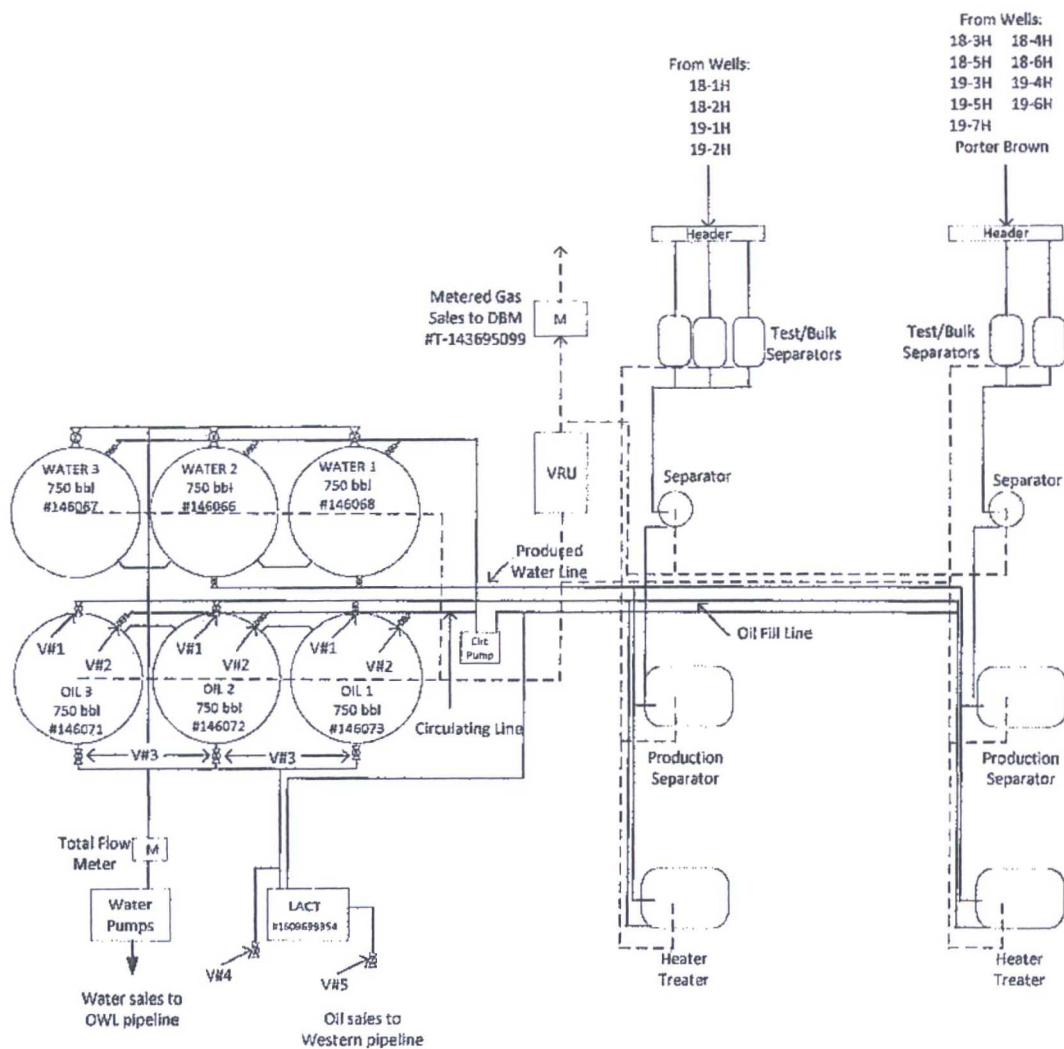 From Wells:
18-3H 18-4H
18-5H 18-6H
19-3H 19-4H
19-5H 19-6H
19-7H
Porter Brown
From Wells:
18-1H
18-2H
19-1H
19-2H
Header
Header
Metered Gas
Sales to DBM
#T-143695099
M
Test/Bulk
Separators
Test/Bulk
Separators
WATER 3
750 bbl
#146067
WATER 2
750 bbl
#146066
WATER 1
750 bbl
#146068
VRU
Separator
Separator
Produced
Water Line
Oil Fill Line
Circ
Pump
V#1
V#2
V#1
V#2
V#1
V#2
OIL 3
750 bbl
#146071
OIL 2
750 bbl
#146072
OIL 1
750 bbl
#146073
Circulating Line
V#3
V#3
Production
Separator
Production
Separator
Total Flow
Meter
M
Water
Pumps
LACT
V#4
V#5
Heater
Treater
Heater
Treater
Water sales to
OWL pipeline
Oil sales to
Western pipeline